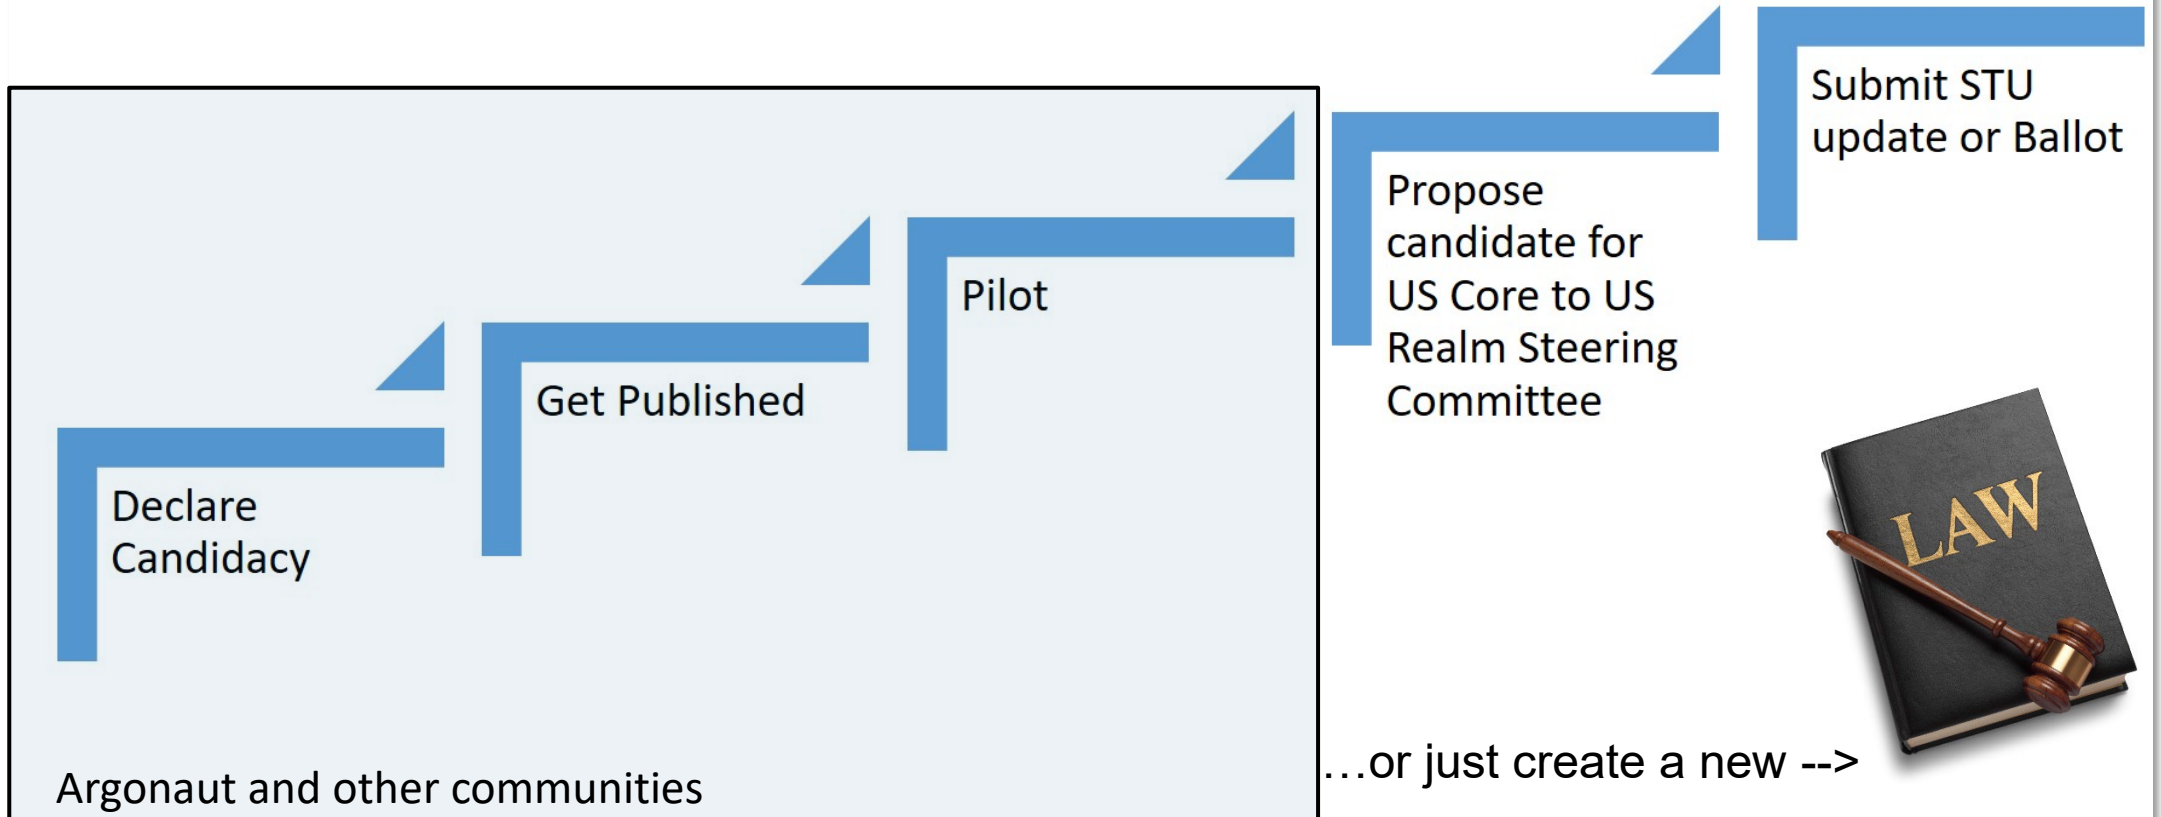 Declare
Candidacy
Get Published
Pilot
Propose
candidate for
US Core to US
Realm Steering
Committee
Submit STU
update or Ballot
LAW
Argonaut and other communities
…or just create a new -->